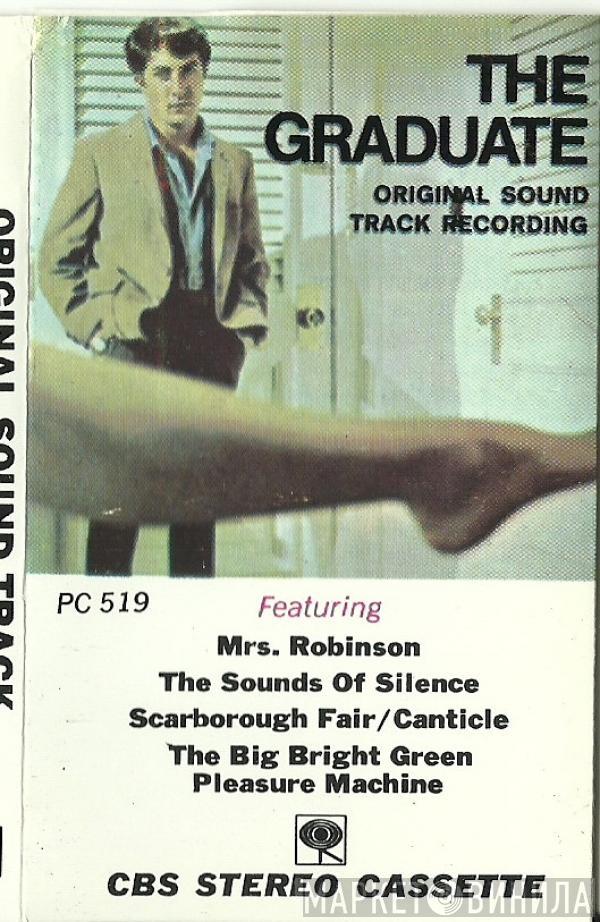 THE
GRADUATE
ORIGINAL SOUND
TRACK RECORDING
ORIGINAL SOUND TRACK
PC 519
Featuring
Mrs. Robinson
The Sounds Of Silence
Scarborough Fair/Canticle
The Big Bright Green
Pleasure Machine
CBS STEREO CASSETTE
МАРКЕТ ВИНИЛА